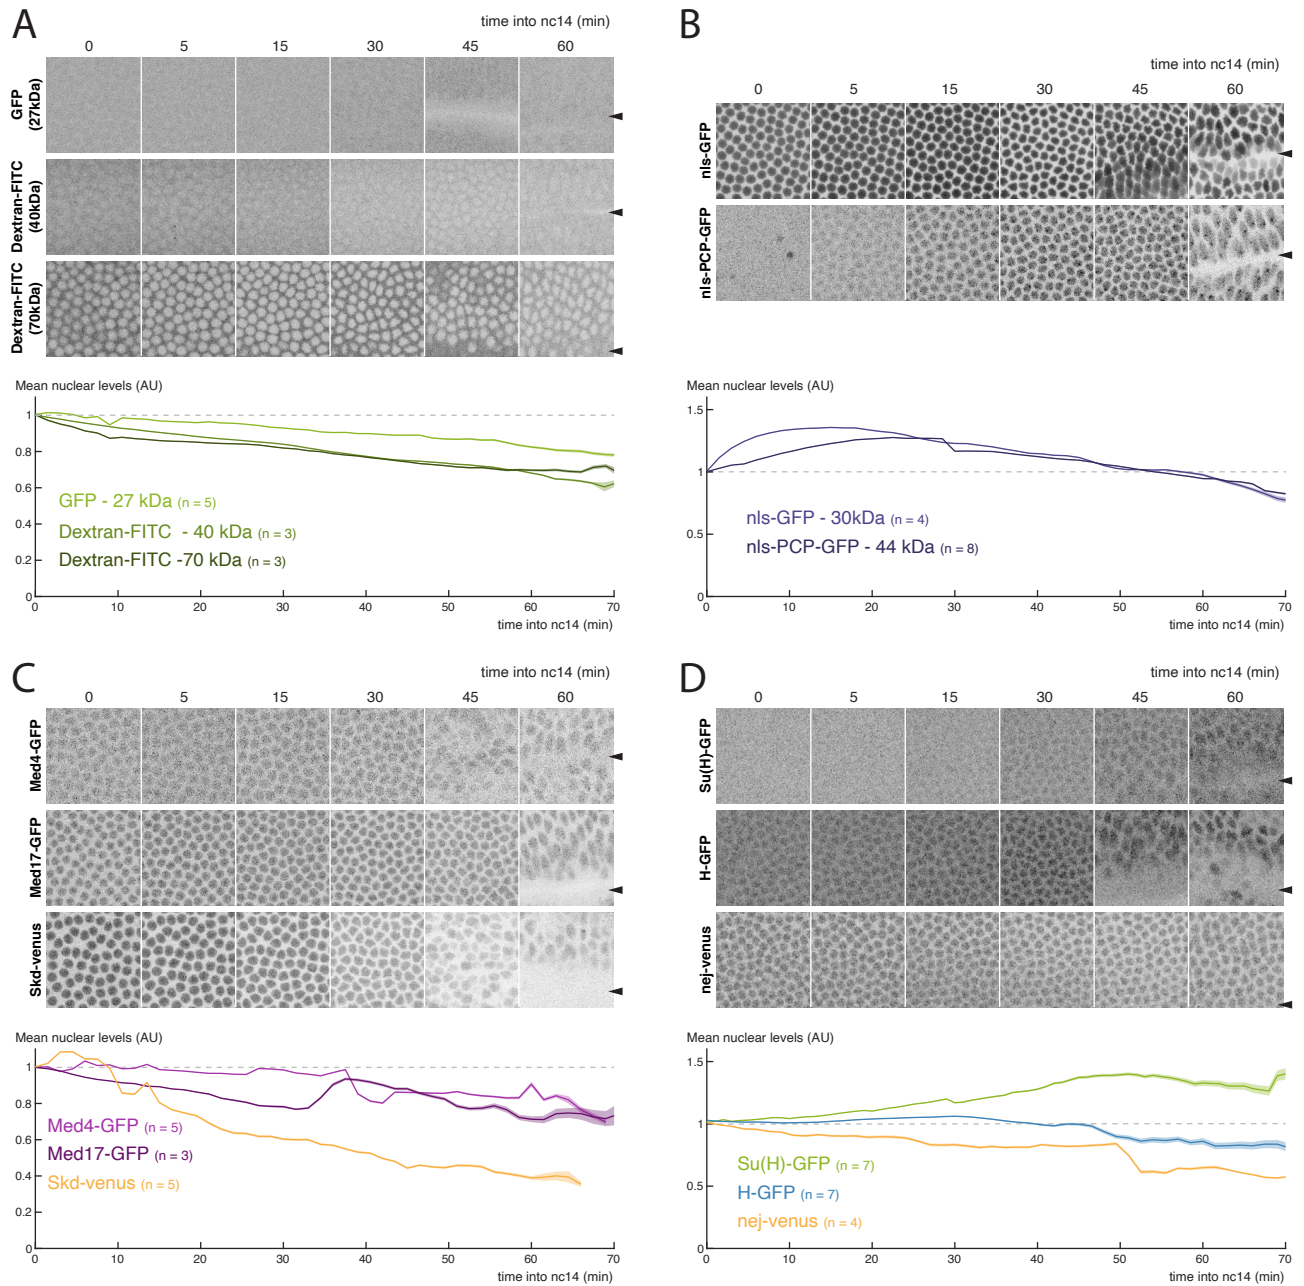 A
time into nc14 (min)
0 5 15 30 45 60
GFP
(27kDa)
Dextran-FITC
(40kDa)
Dextran-FITC
(70kDa)
Mean nuclear levels (AU)
1
0.8
0.6
0.4
0.2
0
GFP - 27 kDa (n = 5)
Dextran-FITC - 40 kDa (n = 3)
Dextran-FITC -70 kDa (n = 3)
0 10 20 30 40 50 60 70
time into nc14 (min)
B
time into nc14 (min)
0 5 15 30 45 60
nls-GFP
nls-PCP-GFP
Mean nuclear levels (AU)
1.5
1
0.5
0
nls-GFP - 30kDa (n = 4)
nls-PCP-GFP - 44 kDa (n = 8)
0 10 20 30 40 50 60 70
time into nc14 (min)
C
time into nc14 (min)
0 5 15 30 45 60
Med4-GFP
Med17-GFP
Skd-venus
Mean nuclear levels (AU)
1
0.8
0.6
0.4
0.2
0
Med4-GFP (n = 5)
Med17-GFP (n = 3)
Skd-venus (n = 5)
0 10 20 30 40 50 60 70
time into nc14 (min)
D
time into nc14 (min)
0 5 15 30 45 60
Su(H)-GFP
H-GFP
nej-venus
Mean nuclear levels (AU)
1.5
1
0.5
0
Su(H)-GFP (n = 7)
H-GFP (n = 7)
nej-venus (n = 4)
0 10 20 30 40 50 60 70
time into nc14 (min)